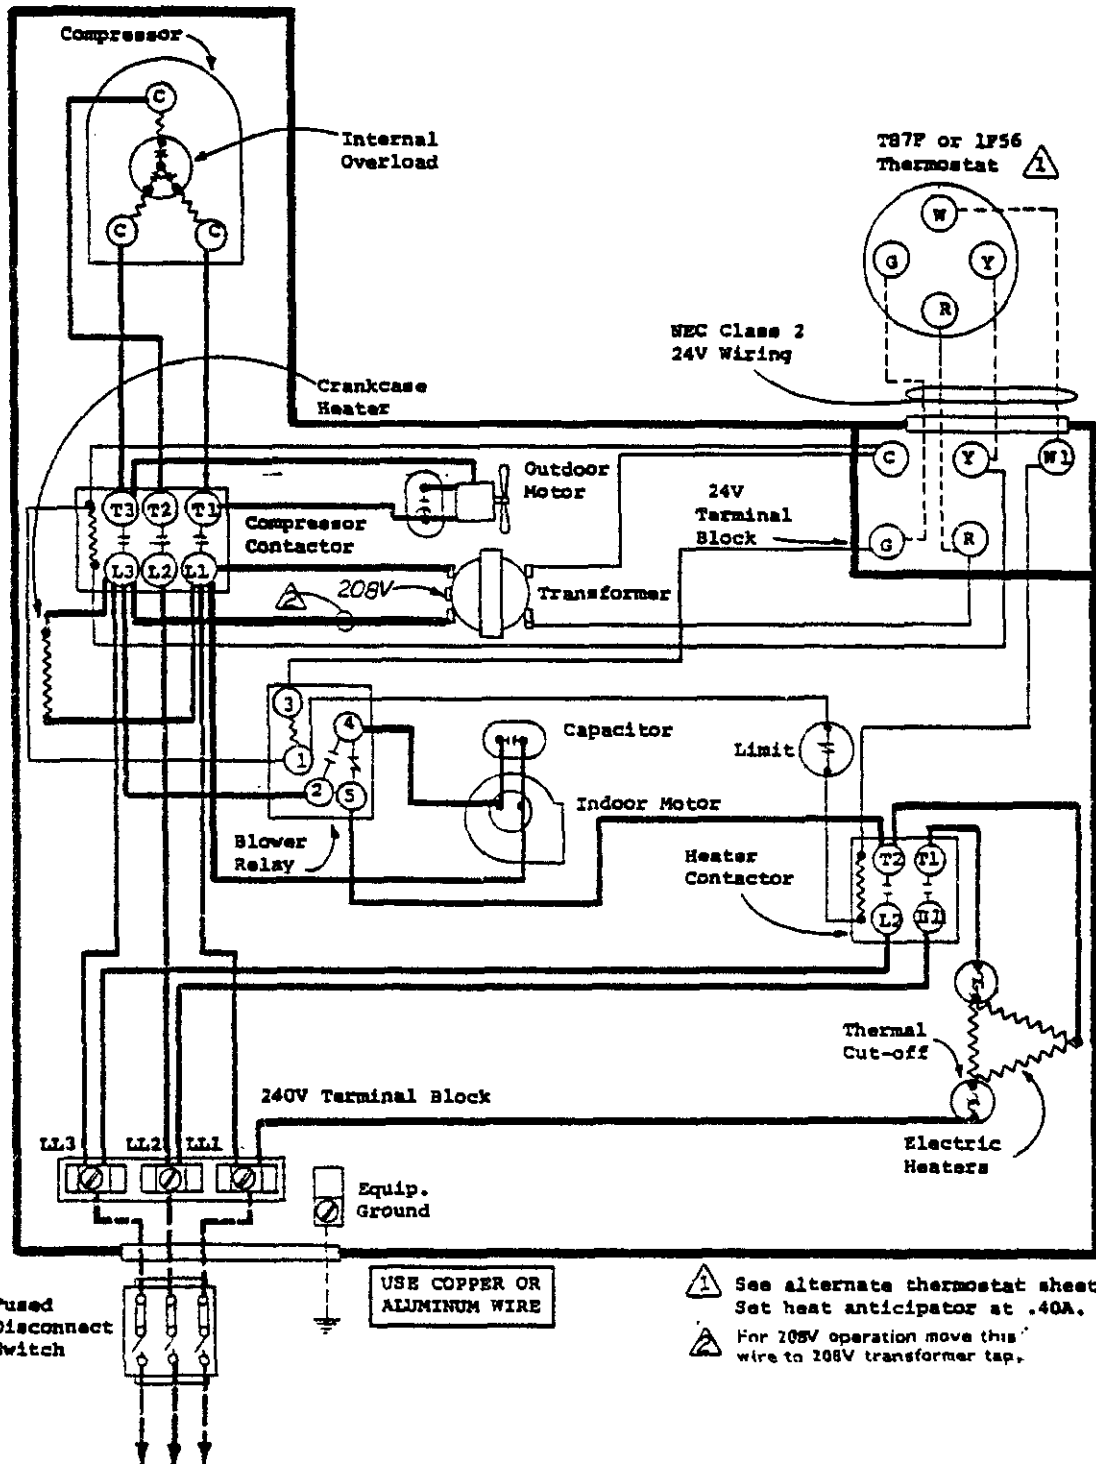 Compressor
C
Internal
Overload
C
C
T87F or 1F56
Thermostat
1
W
G
Y
R
NEC Class 2
24V Wiring
Crankcase
Heater
C
Y
W1
Outdoor
Motor
T3
T2
T1
Compressor
Contactor
24V
Terminal
Block
G
R
L3
L2
L1
2
208V
Transformer
3
4
1
2
5
Capacitor
Limit
Indoor Motor
Blower
Relay
Heater
Contactor
T2
T1
L2
Thermal
Cut-off
240V Terminal Block
Electric
Heaters
LL3
LL2
LL1
Equip.
Ground
USE COPPER OR
ALUMINUM WIRE
Fused
Disconnect
Switch
1
See alternate thermostat sheet
Set heat anticipator at .40A.
2
For 208V operation move this
wire to 208V transformer tap.